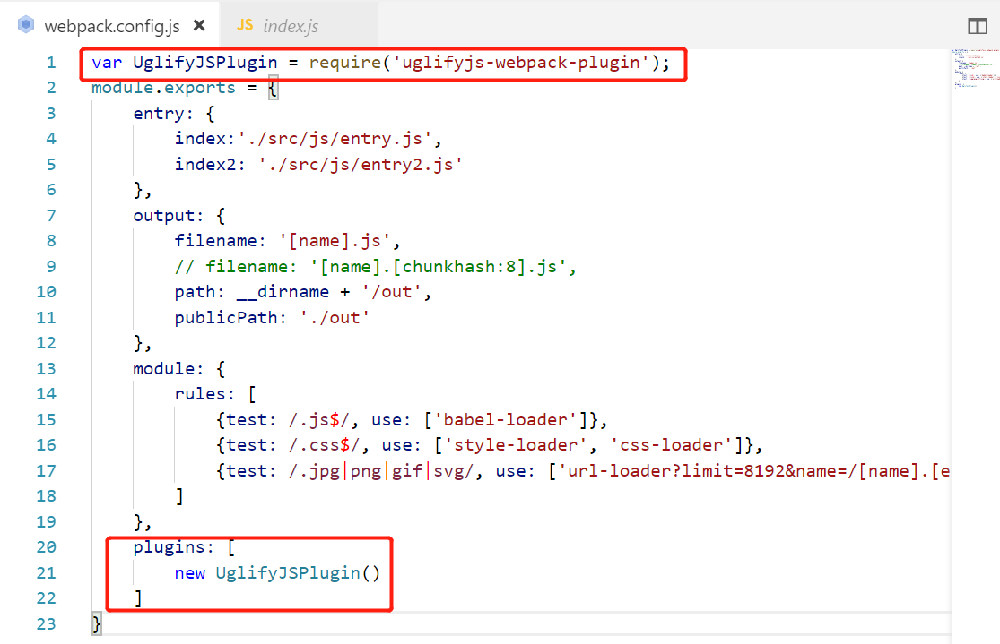 webpack.config.js ×
JS index.js
1 var UglifyJSPlugin = require('uglifyjs-webpack-plugin');
2 module.exports = {
3 entry: {
4 index:'./src/js/entry.js',
5 index2: './src/js/entry2.js'
6 },
7 output: {
8 filename: '[name].js',
9 // filename: '[name].[chunkhash:8].js',
10 path: __dirname + '/out',
11 publicPath: './out'
12 },
13 module: {
14 rules: [
15 {test: /.js$/, use: ['babel-loader']},
16 {test: /.css$/, use: ['style-loader', 'css-loader']},
17 {test: /.jpg|png|gif|svg/, use: ['url-loader?limit=8192&name=/[name].[e
18 ]
19 },
20 plugins: [
21 new UglifyJSPlugin()
22 ]
23 }